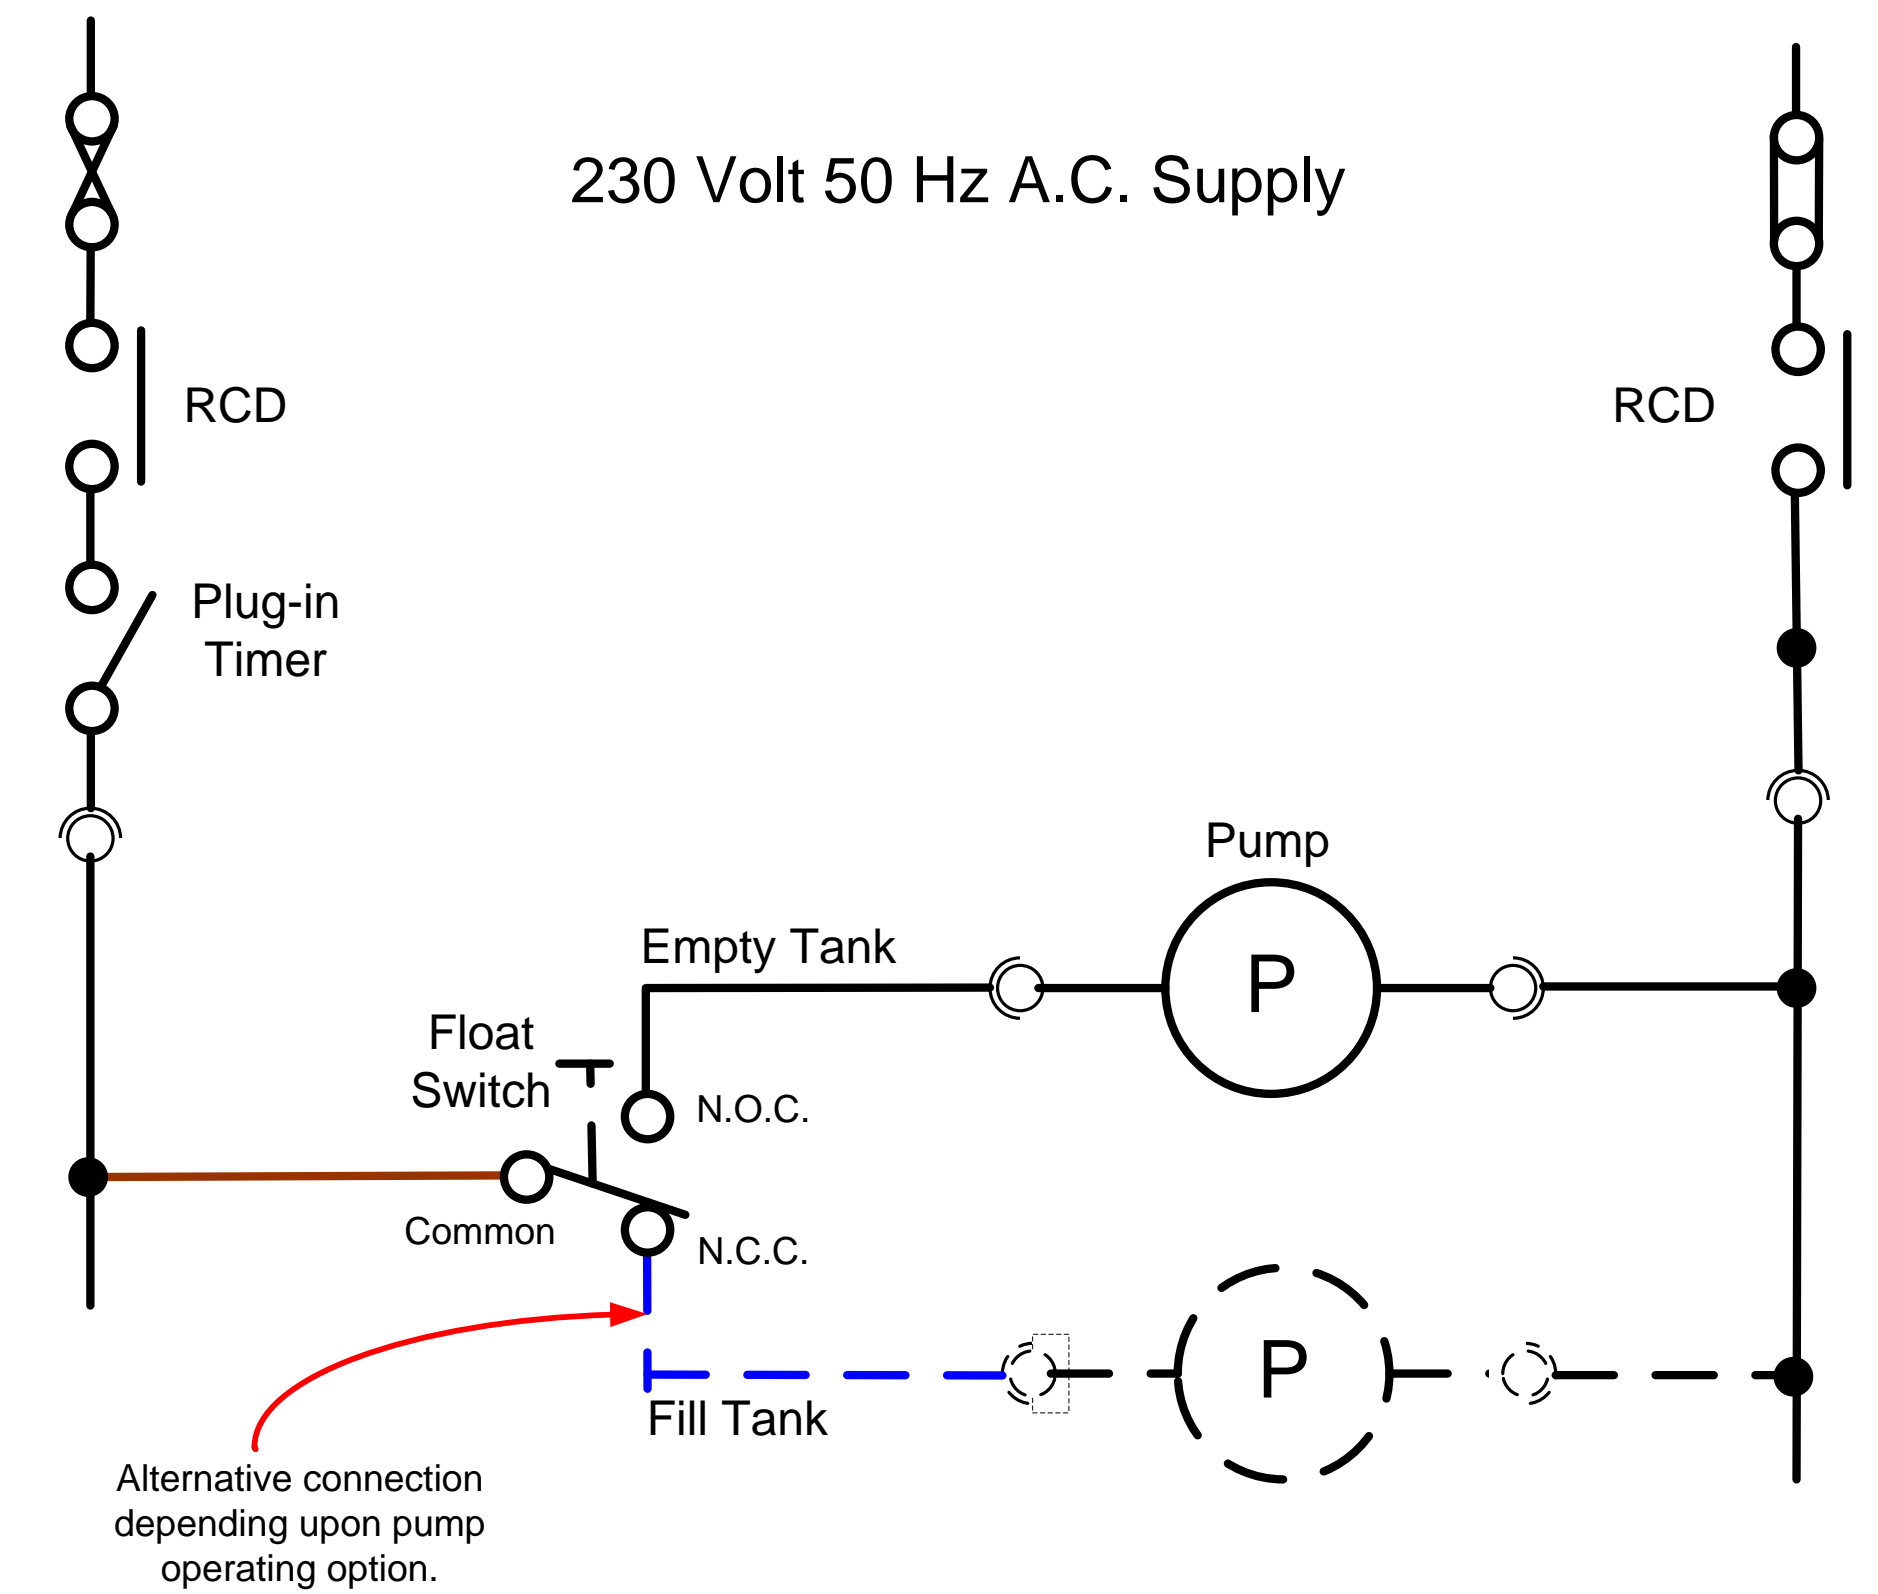 230 Volt 50 Hz A.C. Supply
RCD
RCD
Plug-in
Timer
Pump
P
Empty Tank
Float
Switch
N.O.C.
Common
N.C.C.
P
Fill Tank
Alternative connection
depending upon pump
operating option.